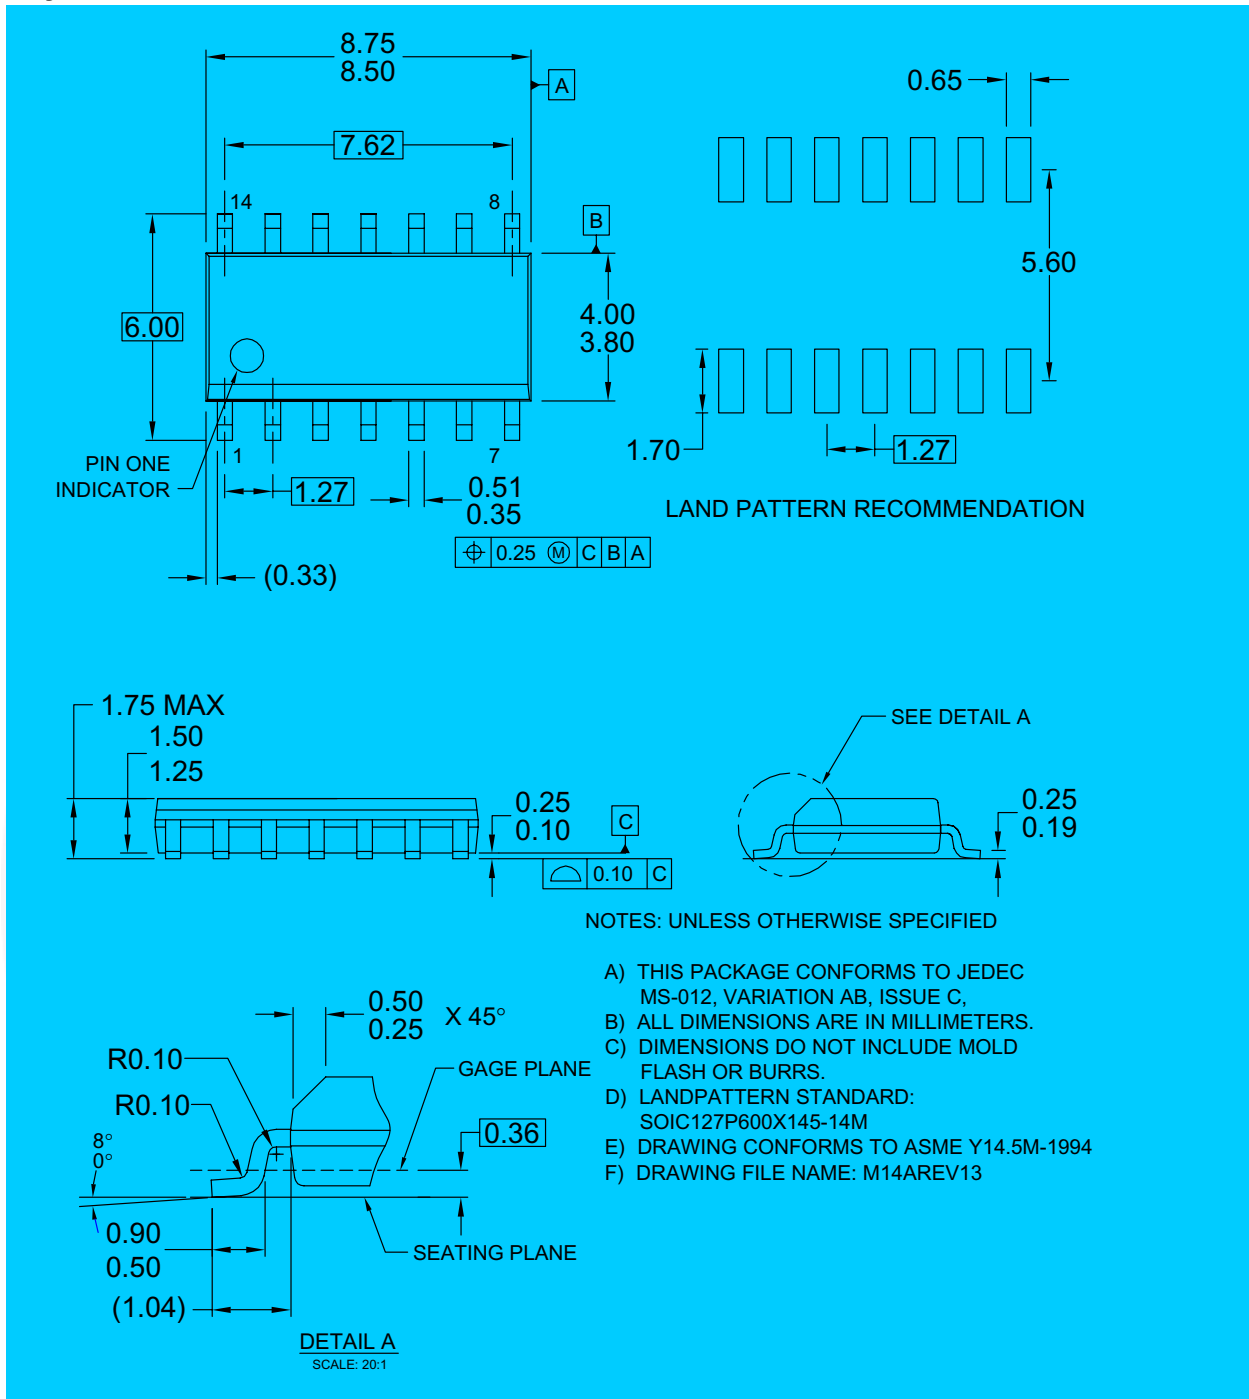 8.75
8.50
A
0.65
7.62
14
8
B
5.60
6.00
4.00
3.80
1.70
1.27
PIN ONE
INDICATOR
1
7
1.27
0.51
0.35
LAND PATTERN RECOMMENDATION
⌖ 0.25 Ⓜ C B A
(0.33)
1.75 MAX
1.50
1.25
SEE DETAIL A
0.25
0.10
C
0.25
0.19
0.10 C
NOTES: UNLESS OTHERWISE SPECIFIED
A) THIS PACKAGE CONFORMS TO JEDEC
MS-012, VARIATION AB, ISSUE C,
B) ALL DIMENSIONS ARE IN MILLIMETERS.
C) DIMENSIONS DO NOT INCLUDE MOLD
FLASH OR BURRS.
D) LANDPATTERN STANDARD:
SOIC127P600X145-14M
E) DRAWING CONFORMS TO ASME Y14.5M-1994
F) DRAWING FILE NAME: M14AREV13
0.50
0.25
X 45°
R0.10
GAGE PLANE
R0.10
0.36
8°
0°
0.90
0.50
SEATING PLANE
(1.04)
DETAIL A
SCALE: 20:1